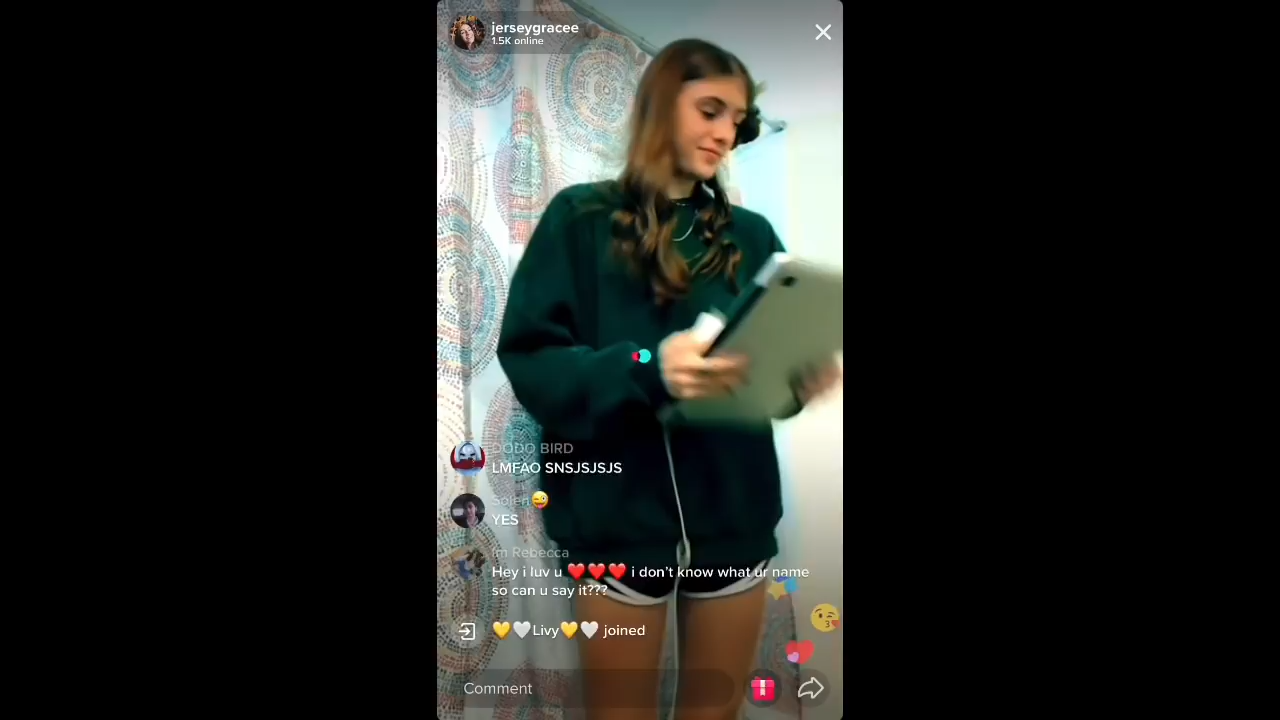 jerseygracee
1.5K online
DODO BIRD
LMFAO SNSJSJSJS
Solen😜
YES
Im Rebecca
Hey i luv u ❤️❤️❤️ i don't know what ur name
so can u say it???
💛🤍Livy💛🤍 joined
Comment